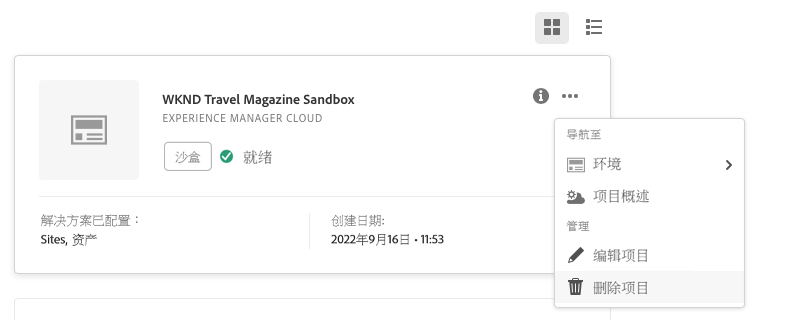 WKND Travel Magazine Sandbox
EXPERIENCE MANAGER CLOUD
沙盒 就绪
解决方案已配置：
Sites, 资产
创建日期:
2022年9月16日 • 11:53
导航至
环境
项目概述
管理
编辑项目
删除项目